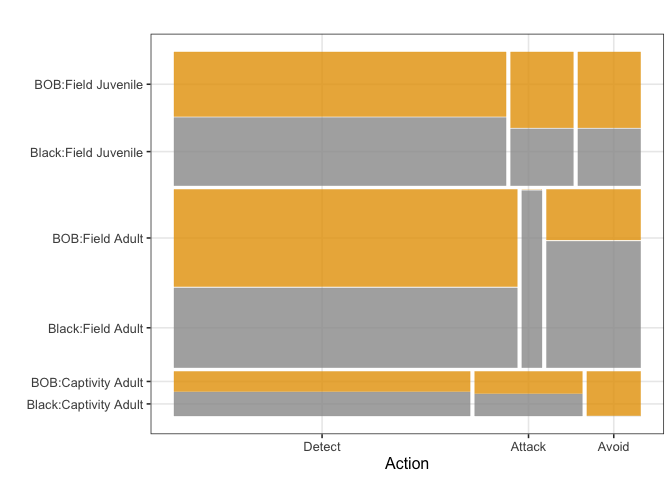 BOB:Field Juvenile
Black:Field Juvenile
BOB:Field Adult
Black:Field Adult
BOB:Captivity Adult
Black:Captivity Adult
Detect Attack Avoid
Action